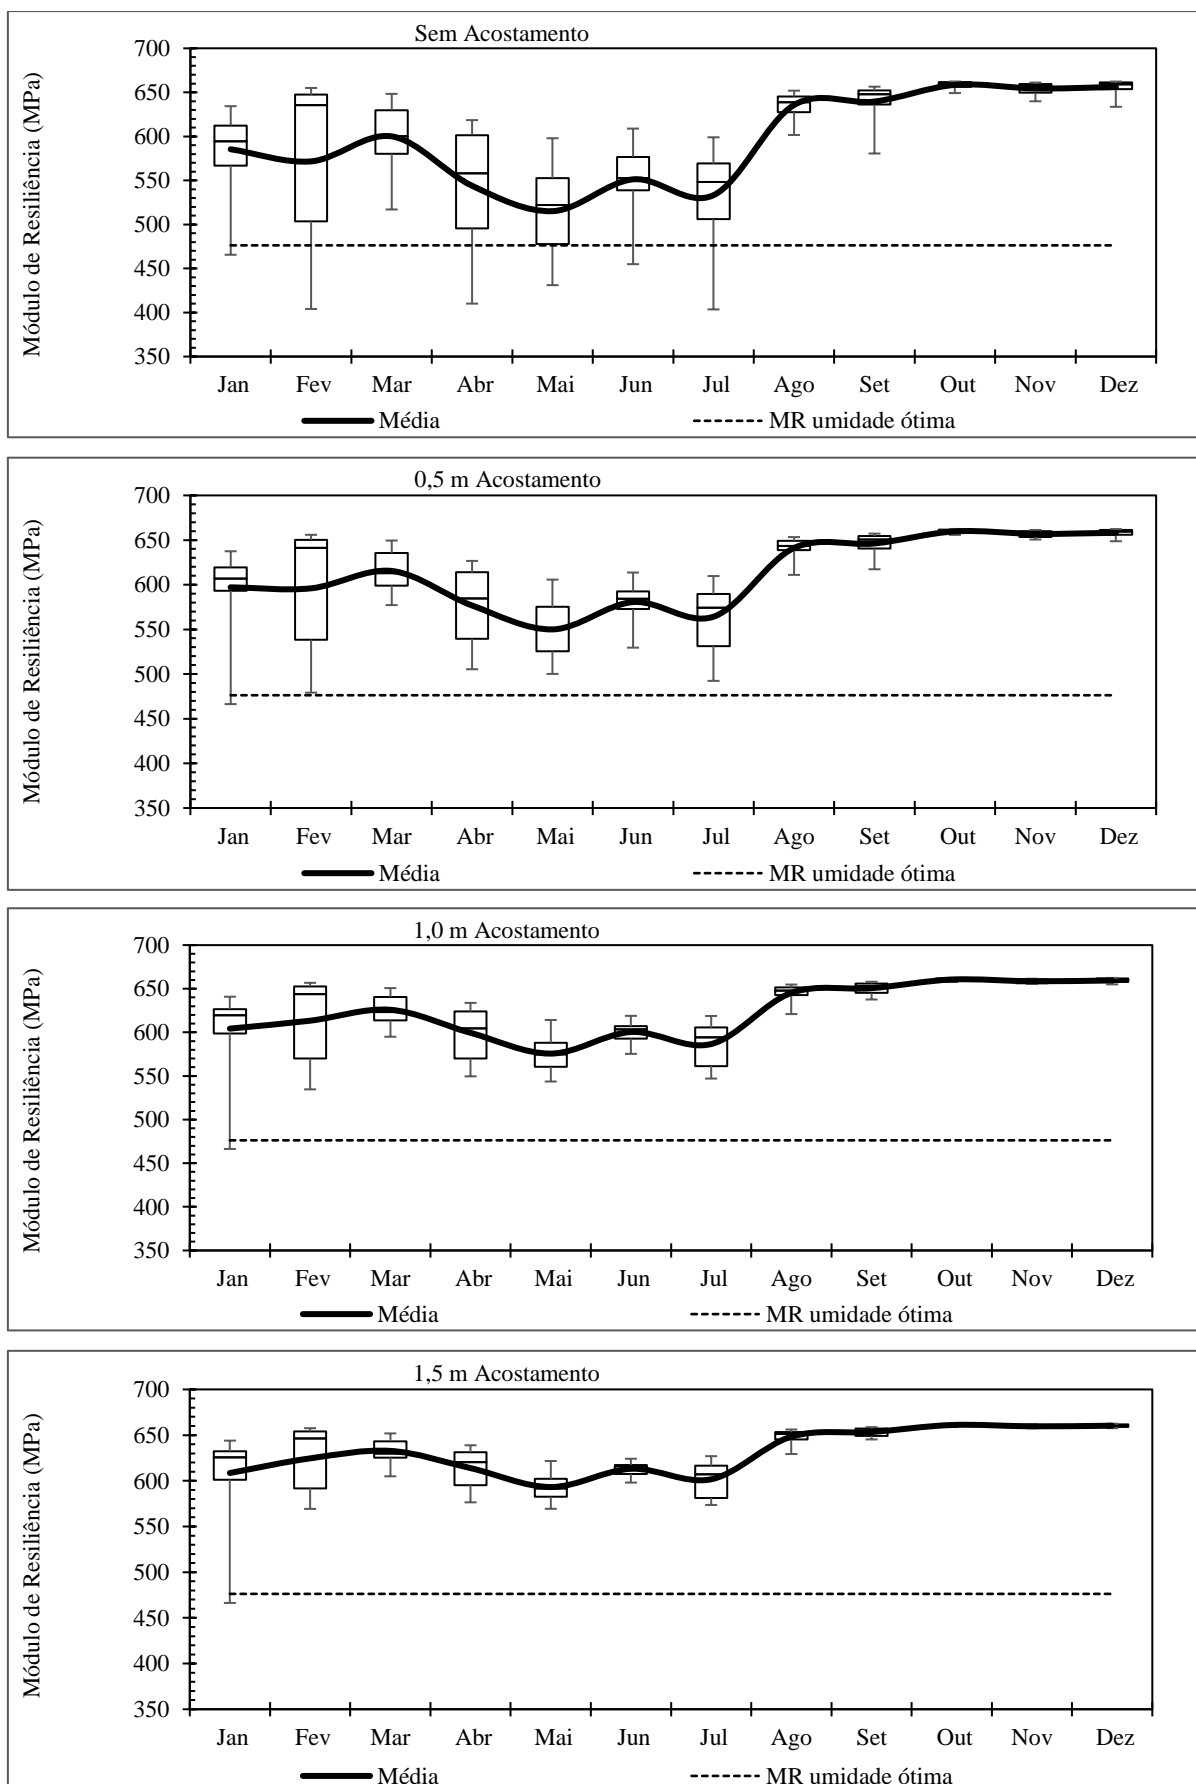 Sem Acostamento
Módulo de Resiliência (MPa)
700
650
600
550
500
450
400
350
Jan Fev Mar Abr Mai Jun Jul Ago Set Out Nov Dez
Média MR umidade ótima
0,5 m Acostamento
Módulo de Resiliência (MPa)
700
650
600
550
500
450
400
350
Jan Fev Mar Abr Mai Jun Jul Ago Set Out Nov Dez
Média MR umidade ótima
1,0 m Acostamento
Módulo de Resiliência (MPa)
700
650
600
550
500
450
400
350
Jan Fev Mar Abr Mai Jun Jul Ago Set Out Nov Dez
Média MR umidade ótima
1,5 m Acostamento
Módulo de Resiliência (MPa)
700
650
600
550
500
450
400
350
Jan Fev Mar Abr Mai Jun Jul Ago Set Out Nov Dez
Média MR umidade ótima